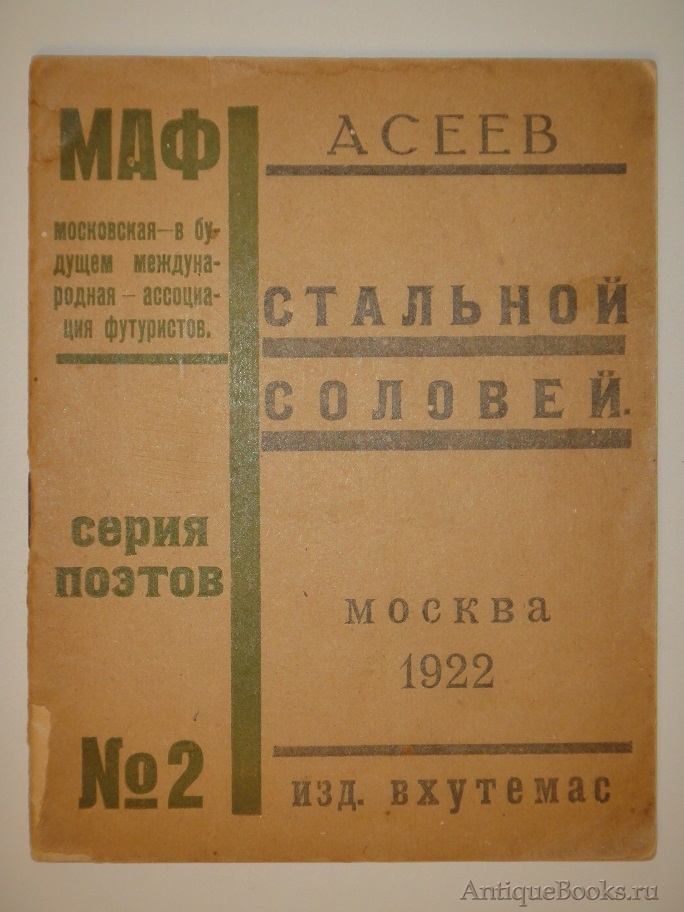 МАФ
московская—в бу-
дущем междуна-
родная—ассоциа-
ция футуристов.
серия
поэтов
№2
АСЕЕВ
СТАЛЬНОЙ
СОЛОВЕЙ.
МОСКВА
1922
изд. вхутемас
AntiqueBooks.ru